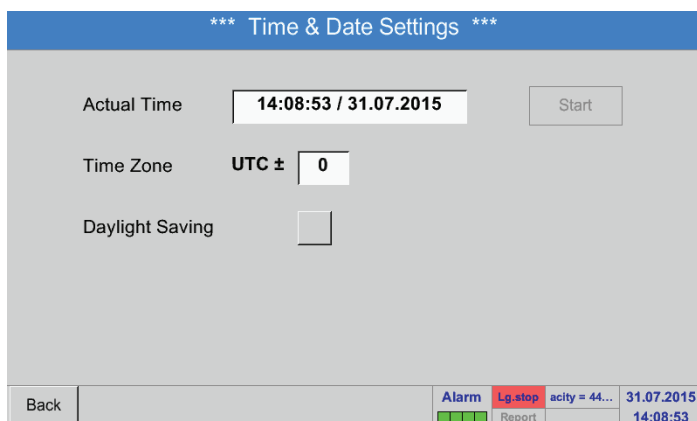 *** Time & Date Settings ***
Actual Time 14:08:53 / 31.07.2015 Start
Time Zone UTC ± 0
Daylight Saving
Back
Alarm Lg.stop acity = 44... 31.07.2015
Report 14:08:53